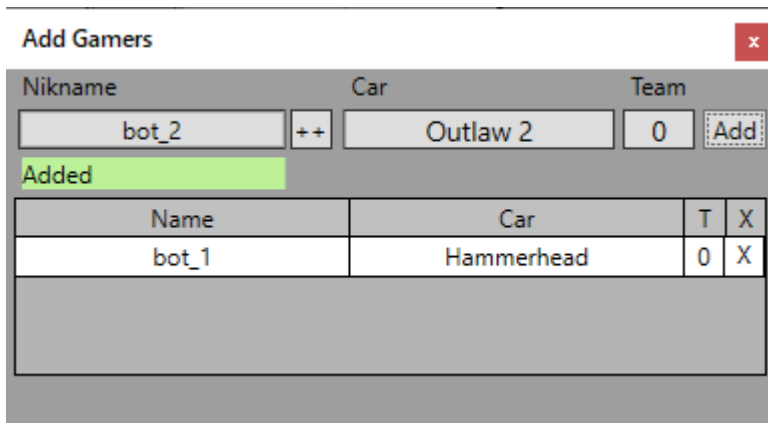 Add Gamers x
Nikname Car Team
bot_2 ++ Outlaw 2 0 Add
Added
Name Car T X
bot_1 Hammerhead 0 X